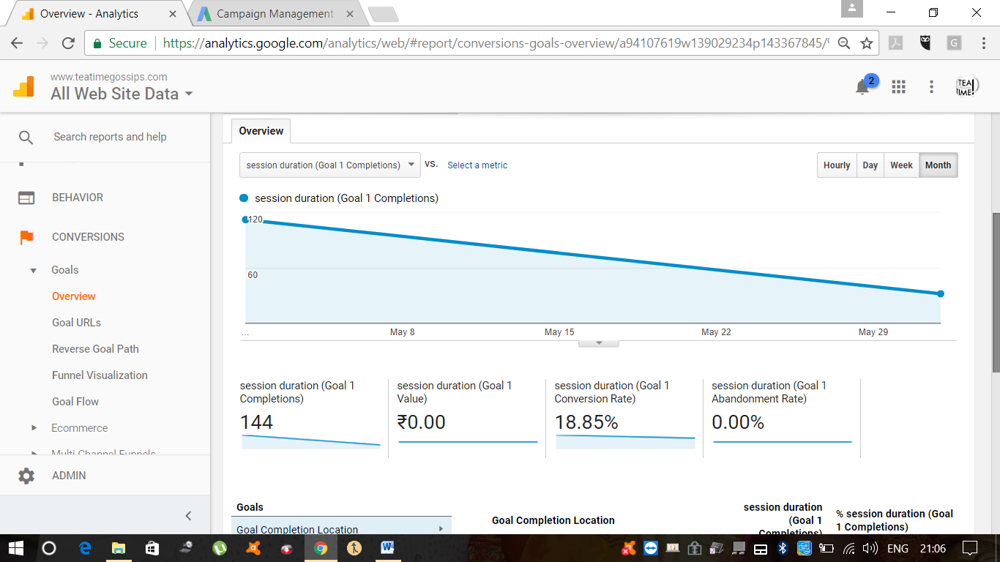 Overview - Analytics
Campaign Management
Secure
https://analytics.google.com/analytics/web/#report/conversions-goals-overview/a94107619w139029234p143367845/
www.teatimegossips.com
All Web Site Data
2
TEA
TIME!
Search reports and help
BEHAVIOR
CONVERSIONS
Goals
Overview
Goal URLs
Reverse Goal Path
Funnel Visualization
Goal Flow
Ecommerce
Multi-Channel Funnels
ADMIN
Overview
session duration (Goal 1 Completions)
VS.
Select a metric
Hourly
Day
Week
Month
session duration (Goal 1 Completions)
120
60
...
May 8
May 15
May 22
May 29
session duration (Goal 1
Completions)
144
session duration (Goal 1
Value)
₹0.00
session duration (Goal 1
Conversion Rate)
18.85%
session duration (Goal 1
Abandonment Rate)
0.00%
Goals
Goal Completion Location
Goal Completion Location
session duration
(Goal 1
Completions)
% session duration (Goal
1 Completions)
ENG
21:06